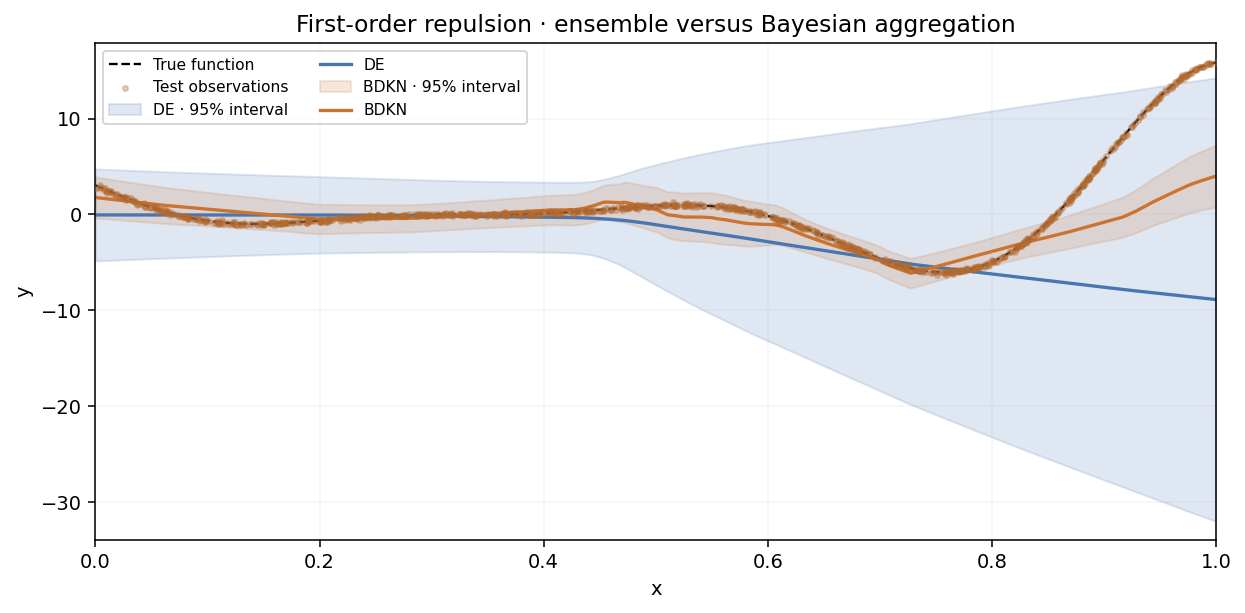 First-order repulsion · ensemble versus Bayesian aggregation
True function
Test observations
DE · 95% interval
DE
BDKN · 95% interval
BDKN
y
10
0
−10
−20
−30
0.0
0.2
0.4
0.6
0.8
1.0
x